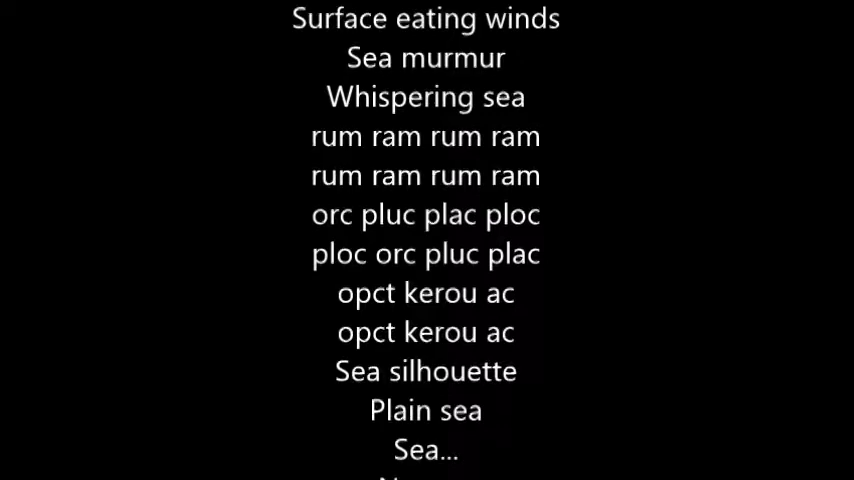 Surface eating winds
Sea murmur
Whispering sea
rum ram rum ram
rum ram rum ram
orc pluc plac ploc
ploc orc pluc plac
opct kerou ac
opct kerou ac
Sea silhouette
Plain sea
Sea...